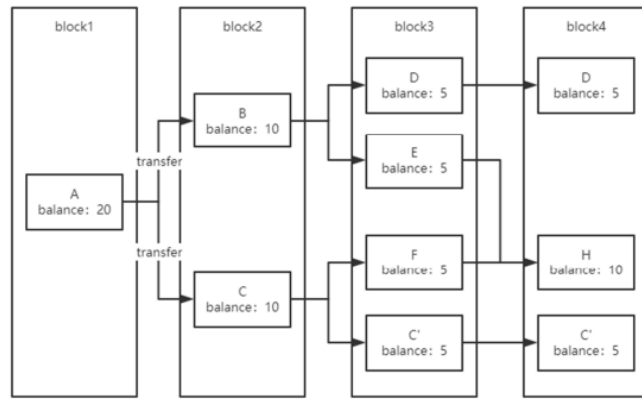 block1
block2
block3
block4
A
balance: 20
transfer
transfer
B
balance: 10
C
balance: 10
D
balance: 5
E
balance: 5
F
balance: 5
C'
balance: 5
D
balance: 5
H
balance: 10
C'
balance: 5